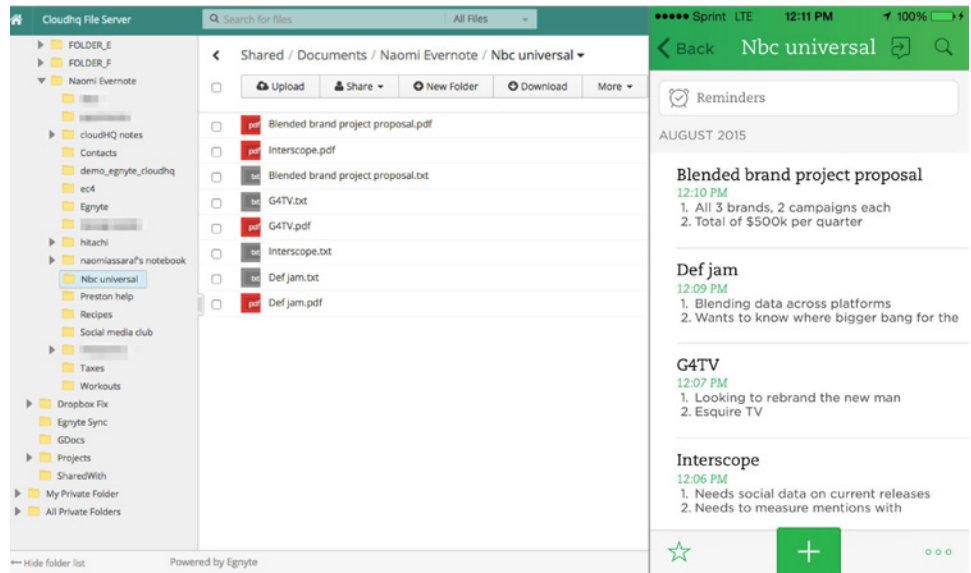 Cloudhq File Server
Search for files
All Files
FOLDER_E
FOLDER_F
Naomi Evernote
cloudHQ notes
Contacts
demo_egnyte_cloudhq
ec4
Egnyte
hitachi
naomiassaraf's notebook
Nbc universal
Preston help
Recipes
Social media club
Taxes
Workouts
Dropbox Fix
Egnyte Sync
GDocs
Projects
SharedWith
My Private Folder
All Private Folders
Hide folder list
Powered by Egnyte
Shared / Documents / Naomi Evernote / Nbc universal
Upload Share New Folder Download More
pdf Blended brand project proposal.pdf
pdf Interscope.pdf
txt Blended brand project proposal.txt
txt G4TV.txt
pdf G4TV.pdf
txt Interscope.txt
txt Def jam.txt
pdf Def jam.pdf
Sprint LTE 12:11 PM 100%
Back Nbc universal
Reminders
AUGUST 2015
Blended brand project proposal
12:10 PM
1. All 3 brands, 2 campaigns each
2. Total of $500k per quarter
Def jam
12:09 PM
1. Blending data across platforms
2. Wants to know where bigger bang for the
G4TV
12:07 PM
1. Looking to rebrand the new man
2. Esquire TV
Interscope
12:06 PM
1. Needs social data on current releases
2. Needs to measure mentions with